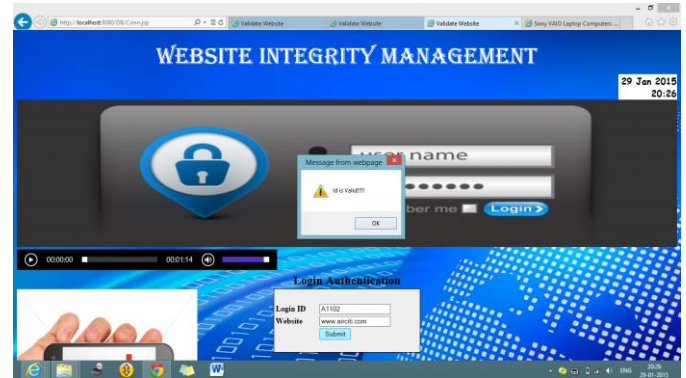 http://localhost:8080/DB/Conn.jsp
Validate Website
Validate Website
Validate Website
Sony VAIO Laptop Computers ...
WEBSITE INTEGRITY MANAGEMENT
29 Jan 2015
20:26
user name
Message from webpage
Id is Valid!!!!
OK
ber me
Login
00:00:00
00:01:14
Login Authentication
Login ID
A1102
Website
www.airciti.com
Submit
ENG
20:26
29-01-2015